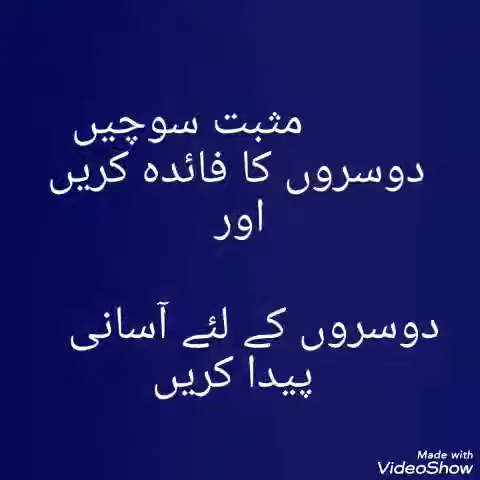 مثبت سوچیں
دوسروں کا فائدہ کریں
اور
دوسروں کے لئے آسانی
پیدا کریں
Made with
VideoShow